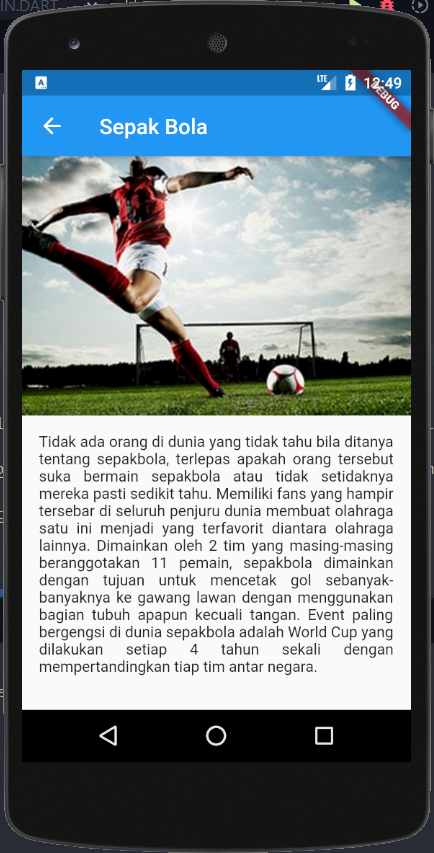 IN.DART
LTE
12:49
DEBUG
Sepak Bola
Tidak ada orang di dunia yang tidak tahu bila ditanya
tentang sepakbola, terlepas apakah orang tersebut
suka bermain sepakbola atau tidak setidaknya
mereka pasti sedikit tahu. Memiliki fans yang hampir
tersebar di seluruh penjuru dunia membuat olahraga
satu ini menjadi yang terfavorit diantara olahraga
lainnya. Dimainkan oleh 2 tim yang masing-masing
beranggotakan 11 pemain, sepakbola dimainkan
dengan tujuan untuk mencetak gol sebanyak-
banyaknya ke gawang lawan dengan menggunakan
bagian tubuh apapun kecuali tangan. Event paling
bergengsi di dunia sepakbola adalah World Cup yang
dilakukan setiap 4 tahun sekali dengan
mempertandingkan tiap tim antar negara.